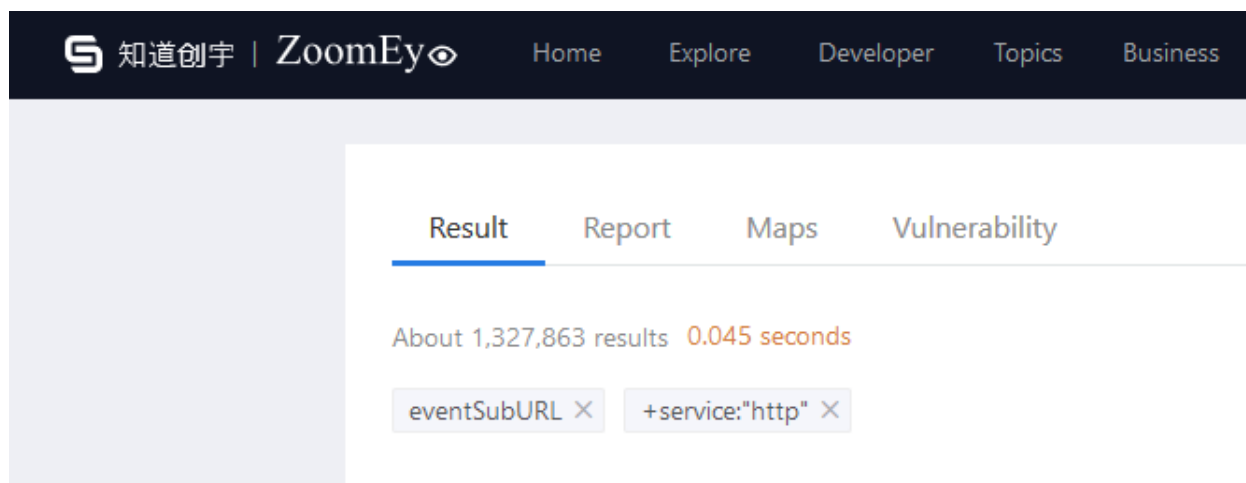 知道创宇 | ZoomEye Home Explore Developer Topics Business
Result Report Maps Vulnerability
About 1,327,863 results 0.045 seconds
eventSubURL × +service:"http" ×